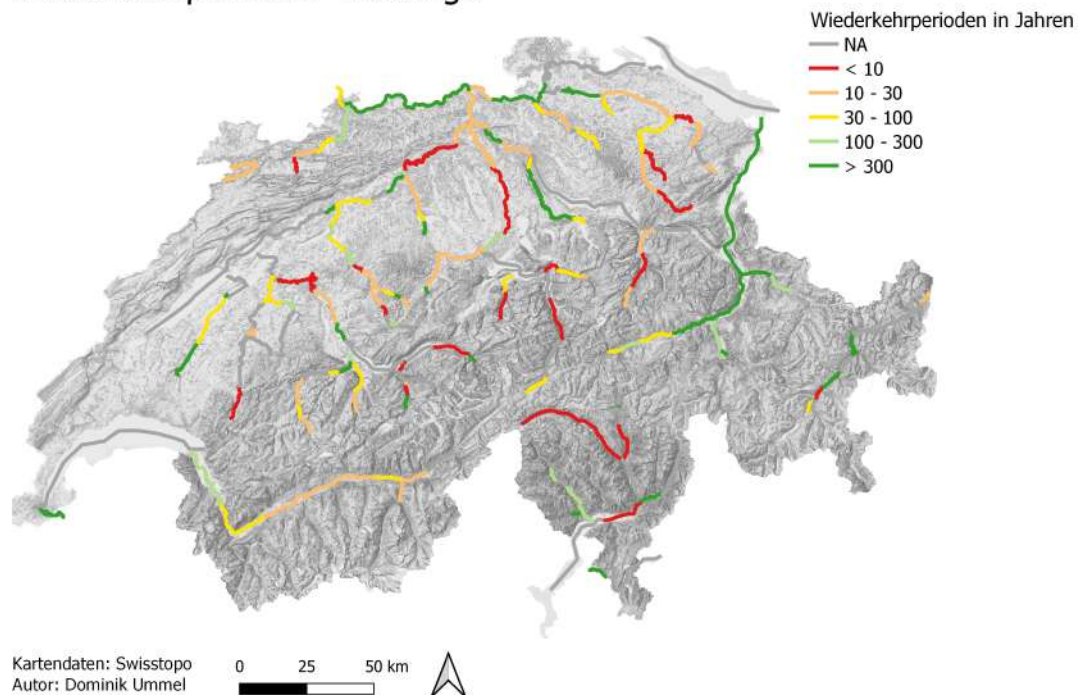 Wiederkehrperioden in Jahren
NA
< 10
10 - 30
30 - 100
100 - 300
> 300
Kartendaten: Swisstopo
Autor: Dominik Ummel
0 25 50 km